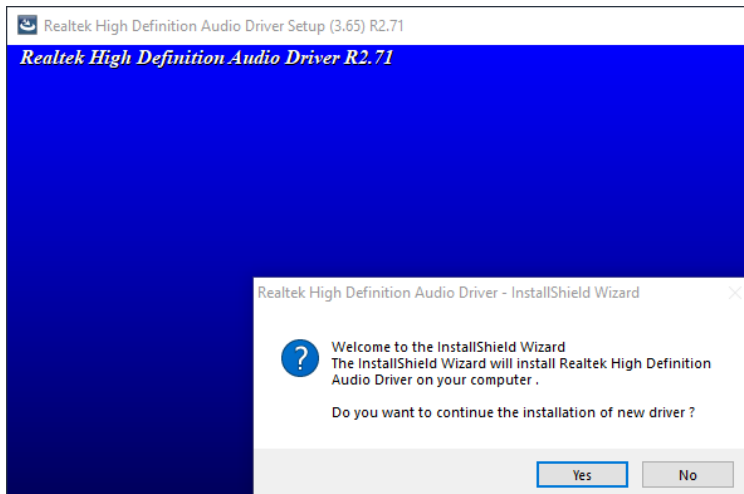 Realtek High Definition Audio Driver Setup (3.65) R2.71
Realtek High Definition Audio Driver R2.71
Realtek High Definition Audio Driver - InstallShield Wizard
Welcome to the InstallShield Wizard
The InstallShield Wizard will install Realtek High Definition
Audio Driver on your computer .
Do you want to continue the installation of new driver ?
Yes
No